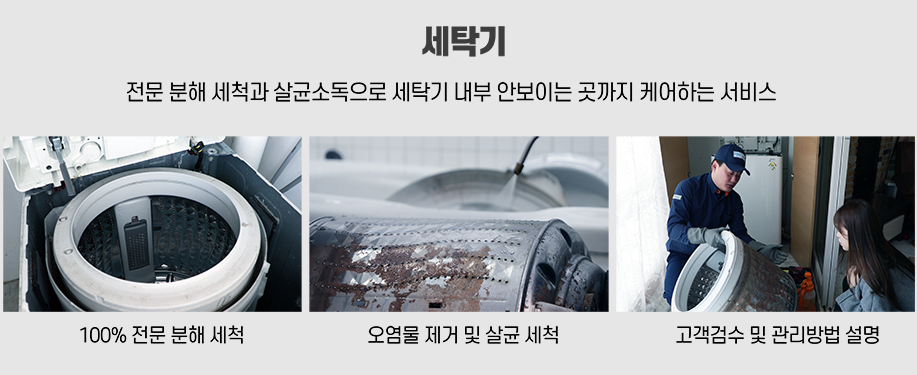 세탁기
전문 분해 세척과 살균소독으로 세탁기 내부 안보이는 곳까지 케어하는 서비스
100% 전문 분해 세척
오염물 제거 및 살균 세척
고객검수 및 관리방법 설명